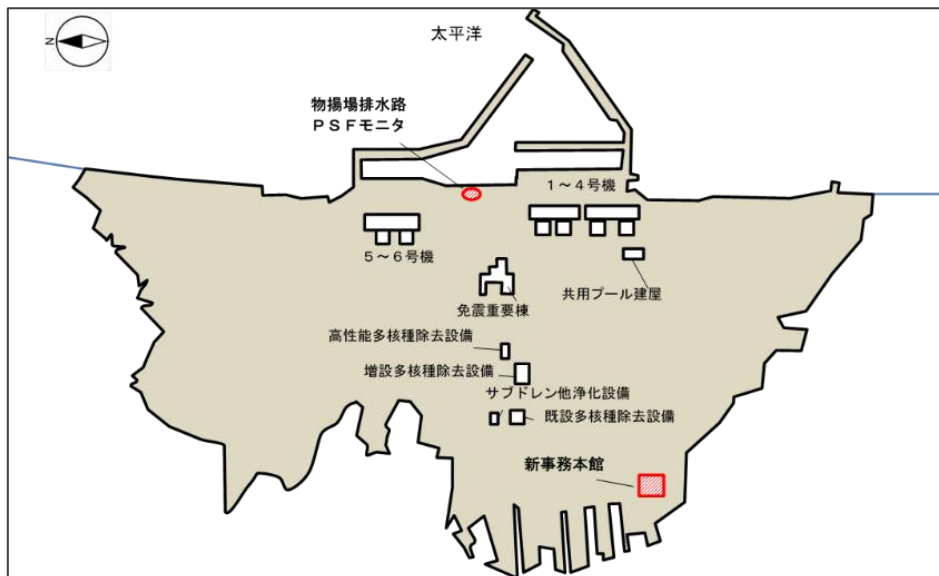 N
太平洋
物揚場排水路
ＰＳＦモニタ
１～４号機
５～６号機
共用プール建屋
免震重要棟
高性能多核種除去設備
増設多核種除去設備
サブドレン他浄化設備
既設多核種除去設備
新事務本館